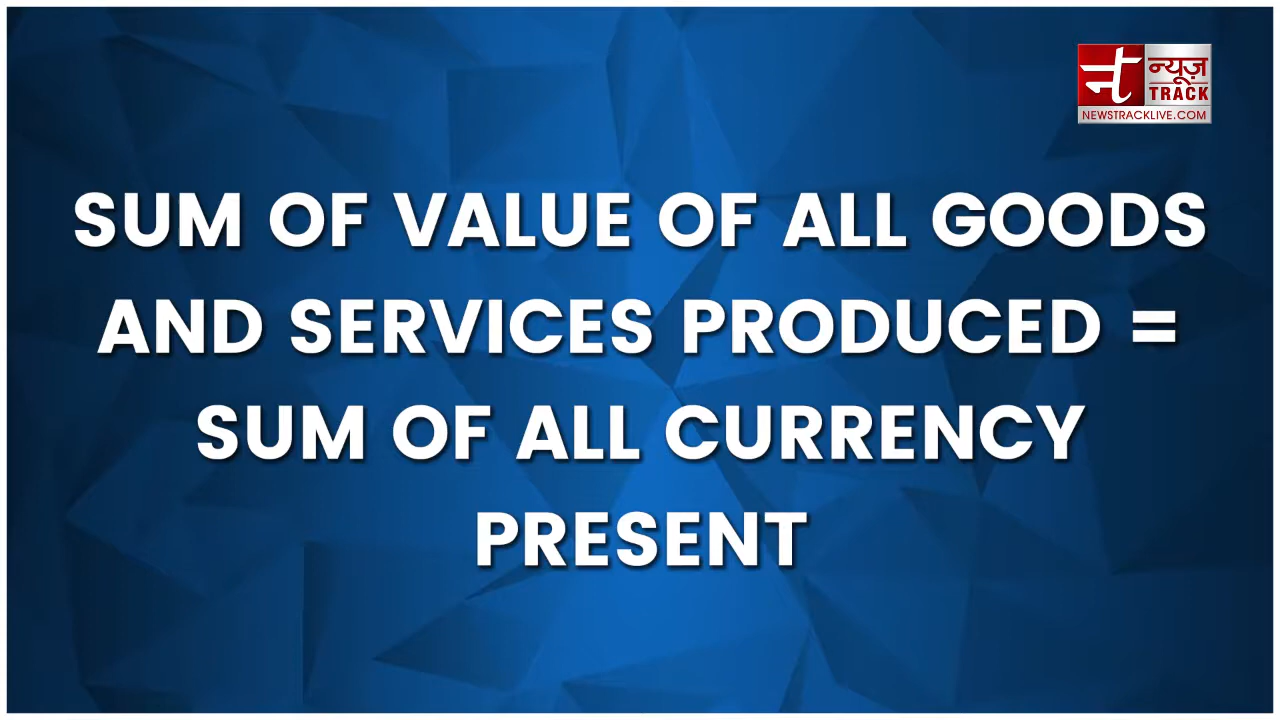 न्यूज़
TRACK
NEWSTRACKLIVE.COM
SUM OF VALUE OF ALL GOODS
AND SERVICES PRODUCED =
SUM OF ALL CURRENCY
PRESENT